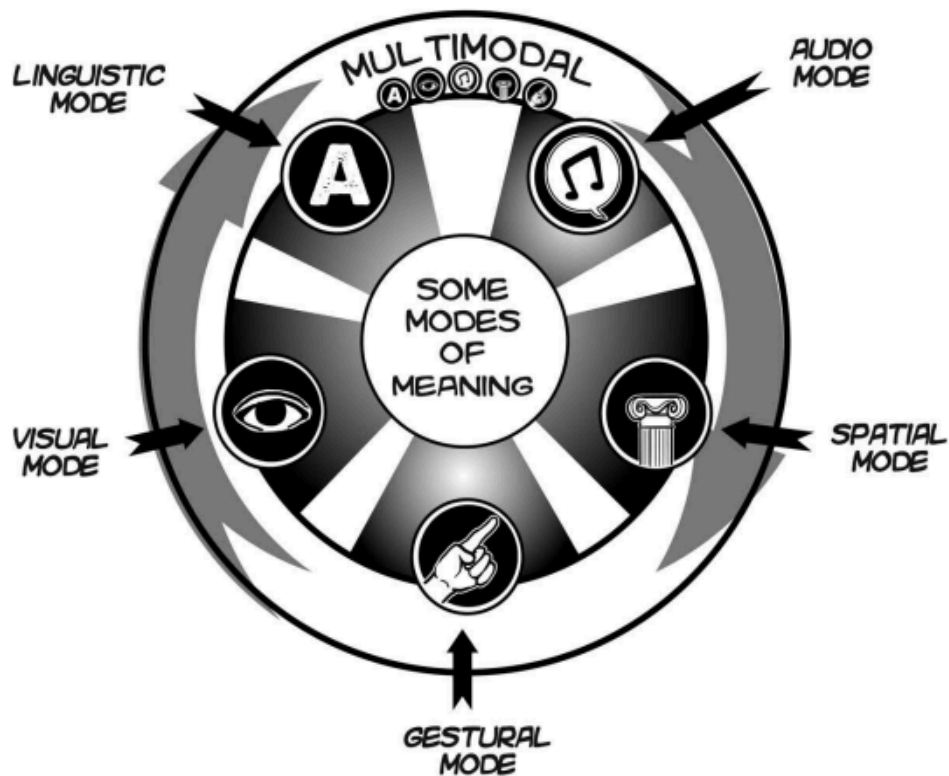 MULTIMODAL
LINGUISTIC
MODE
AUDIO
MODE
A
A
SOME
MODES
OF
MEANING
VISUAL
MODE
SPATIAL
MODE
GESTURAL
MODE